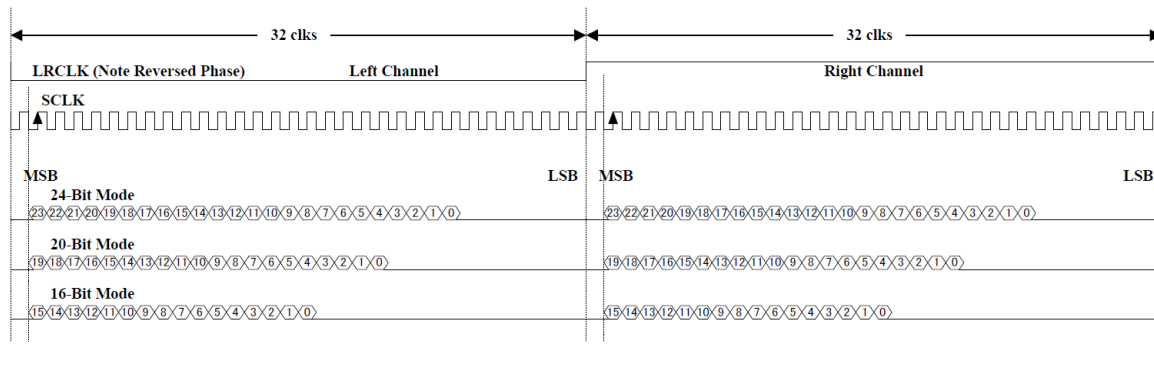 32 clks 32 clks
LRCLK (Note Reversed Phase) Left Channel Right Channel
SCLK
MSB LSB MSB LSB
24-Bit Mode
23 22 21 20 19 18 17 16 15 14 13 12 11 10 9 8 7 6 5 4 3 2 1 0 23 22 21 20 19 18 17 16 15 14 13 12 11 10 9 8 7 6 5 4 3 2 1 0
20-Bit Mode
19 18 17 16 15 14 13 12 11 10 9 8 7 6 5 4 3 2 1 0 19 18 17 16 15 14 13 12 11 10 9 8 7 6 5 4 3 2 1 0
16-Bit Mode
15 14 13 12 11 10 9 8 7 6 5 4 3 2 1 0 15 14 13 12 11 10 9 8 7 6 5 4 3 2 1 0